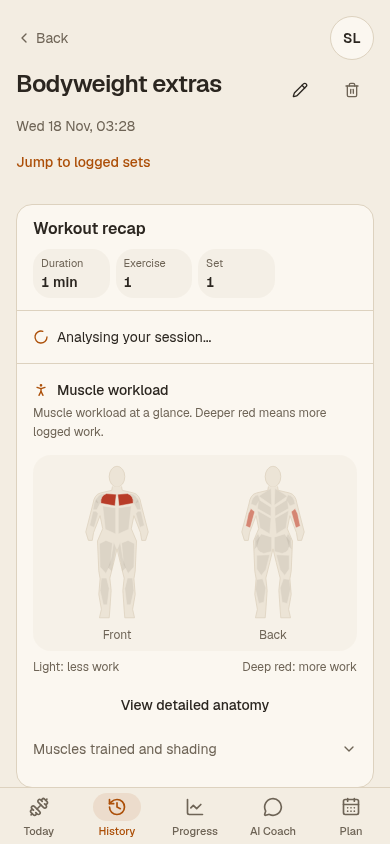 Back
SL
Bodyweight extras
Wed 18 Nov, 03:28
Jump to logged sets
Workout recap
Duration
1 min
Exercise
1
Set
1
Analysing your session...
Muscle workload
Muscle workload at a glance. Deeper red means more
logged work.
Front
Back
Light: less work
Deep red: more work
View detailed anatomy
Muscles trained and shading
Today
History
Progress
AI Coach
Plan